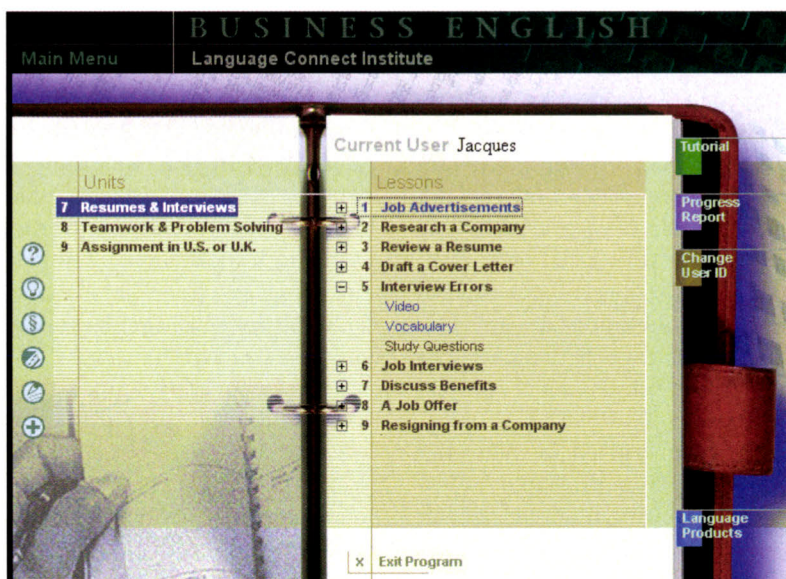 BUSINESS ENGLISH
Main Menu
Language Connect Institute
Current User Jacques
Units
7 Resumes & Interviews
8 Teamwork & Problem Solving
9 Assignment in U.S. or U.K.
Lessons
1 Job Advertisements
2 Research a Company
3 Review a Resume
4 Draft a Cover Letter
5 Interview Errors
Video
Vocabulary
Study Questions
6 Job Interviews
7 Discuss Benefits
8 A Job Offer
9 Resigning from a Company
x Exit Program
Tutorial
Progress
Report
Change
User ID
Language
Products